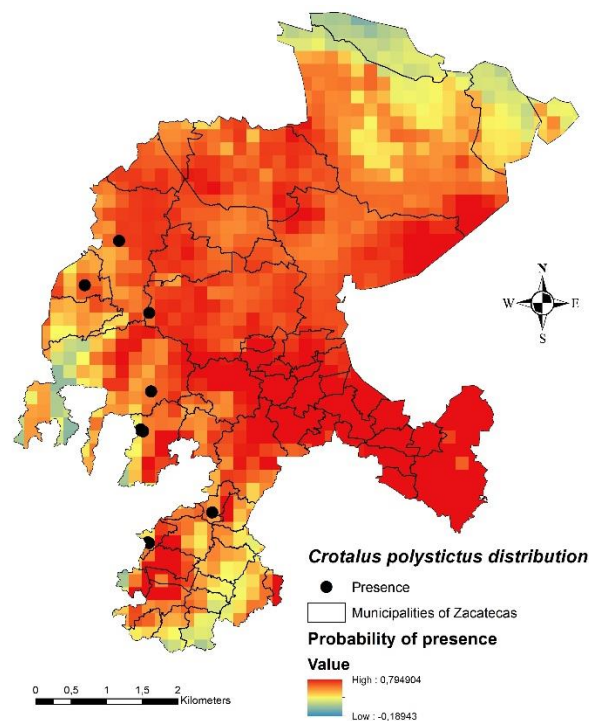 N
W E
S
Crotalus polystictus distribution
Presence
Municipalities of Zacatecas
Probability of presence
Value
High : 0,794904
Low : -0,18943
0 0,5 1 1,5 2
Kilometers